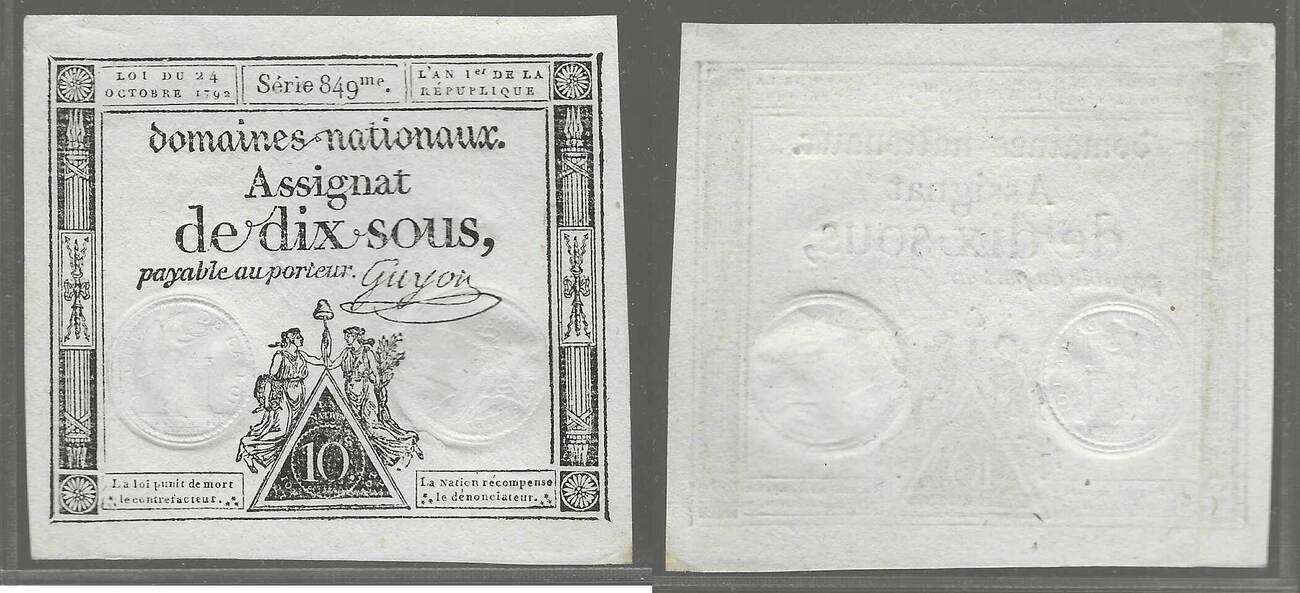 LOI DU 24
OCTOBRE 1792
Série 849me.
L'AN 1er DE LA
RÉPUBLIQUE
domaines nationaux.
Assignat
de dix sous,
payable au porteur. Guyon
10
La loi punit de mort
le contrefacteur.
La Nation récompense
le dénonciateur.